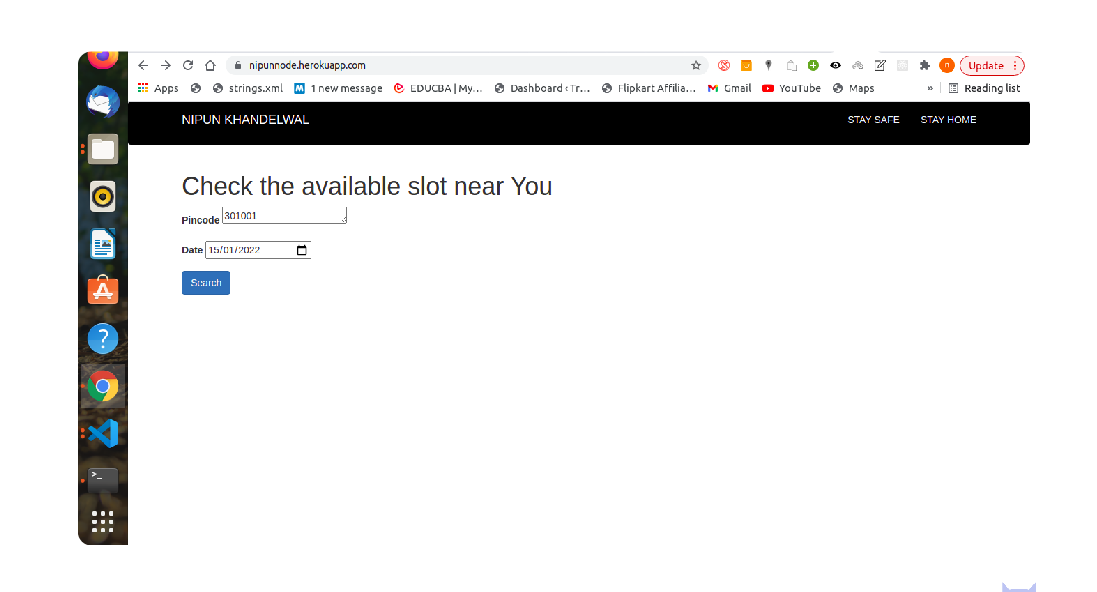 nipunnode.herokuapp.com
n
Update
Apps
strings.xml
M 1 new message
EDUCBA | My...
Dashboard ‹ Tr...
Flipkart Affilia...
Gmail
YouTube
Maps
»
Reading list
NIPUN KHANDELWAL
STAY SAFE
STAY HOME
Check the available slot near You
Pincode 301001
Date 15/01/2022
Search
?
>_